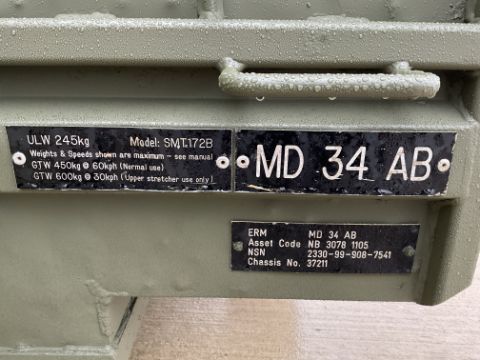 ULW 245kg Model: SMT.172B
Weights & Speeds shown are maximum - see manual
GTW 450kg @ 60kph (Normal use)
GTW 600kg @ 30kph (Upper stretcher use only)
MD 34 AB
ERM MD 34 AB
Asset Code NB 3078 1105
NSN 2330-99-908-7541
Chassis No. 37211